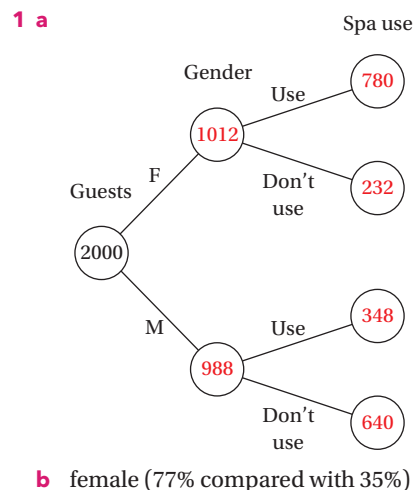 1 a
Spa use
Gender
780
Use
1012
Don't
use
232
F
Guests
2000
M
348
Use
988
Don't
use
640
b female (77% compared with 35%)